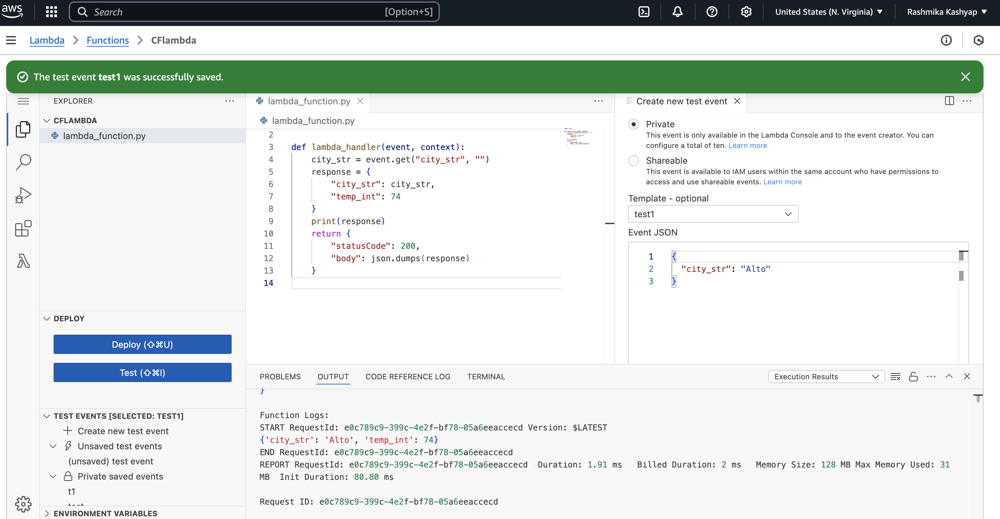 aws
Search [Option+S]
United States (N. Virginia) ▼
Rashmika Kashyap ▼
Lambda > Functions > CFlambda
The test event test1 was successfully saved.
EXPLORER
CFLAMBDA
lambda_function.py
lambda_function.py
lambda_function.py
2
3 def lambda_handler(event, context):
4 city_str = event.get("city_str", "")
5 response = {
6 "city_str": city_str,
7 "temp_int": 74
8 }
9 print(response)
10 return {
11 "statusCode": 200,
12 "body": json.dumps(response)
13 }
14
Create new test event
Private
This event is only available in the Lambda Console and to the event creator. You can
configure a total of ten. Learn more
Shareable
This event is available to IAM users within the same account who have permissions to
access and use shareable events. Learn more
Template - optional
test1
Event JSON
1 {
2 "city_str": "Alto"
3 }
DEPLOY
Deploy (⇧⌘U)
Test (⇧⌘I)
TEST EVENTS [SELECTED: TEST1]
Create new test event
Unsaved test events
(unsaved) test event
Private saved events
t1
ENVIRONMENT VARIABLES
PROBLEMS OUTPUT CODE REFERENCE LOG TERMINAL
Execution Results
}
Function Logs:
START RequestId: e0c789c9-399c-4e2f-bf78-05a6eeaccecd Version: $LATEST
{'city_str': 'Alto', 'temp_int': 74}
END RequestId: e0c789c9-399c-4e2f-bf78-05a6eeaccecd
REPORT RequestId: e0c789c9-399c-4e2f-bf78-05a6eeaccecd Duration: 1.91 ms Billed Duration: 2 ms Memory Size: 128 MB Max Memory Used: 31
MB Init Duration: 80.80 ms
Request ID: e0c789c9-399c-4e2f-bf78-05a6eeaccecd